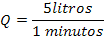 Q = 5litros / 1 minutos